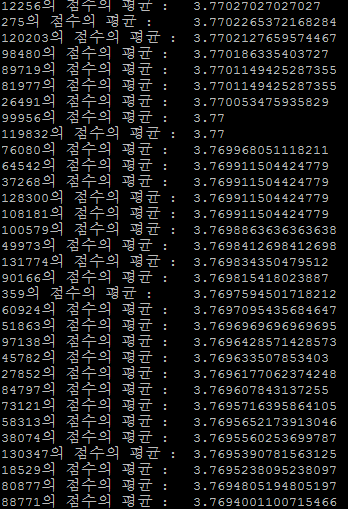 12256의 점수의 평균 : 3.77027027027027
275의 점수의 평균 : 3.7702265372168284
120203의 점수의 평균 : 3.7702127659574467
98480의 점수의 평균 : 3.770186335403727
89719의 점수의 평균 : 3.7701149425287355
81977의 점수의 평균 : 3.7701149425287355
26491의 점수의 평균 : 3.770053475935829
99956의 점수의 평균 : 3.77
119832의 점수의 평균 : 3.77
76080의 점수의 평균 : 3.769968051118211
64542의 점수의 평균 : 3.769911504424779
37268의 점수의 평균 : 3.769911504424779
128300의 점수의 평균 : 3.769911504424779
108181의 점수의 평균 : 3.769911504424779
100579의 점수의 평균 : 3.7698863636363638
49973의 점수의 평균 : 3.7698412698412698
131774의 점수의 평균 : 3.769834350479512
90166의 점수의 평균 : 3.769815418023887
359의 점수의 평균 : 3.7697594501718212
60924의 점수의 평균 : 3.7697095435684647
51863의 점수의 평균 : 3.7696969696969695
97138의 점수의 평균 : 3.7696428571428573
45782의 점수의 평균 : 3.769633507853403
27852의 점수의 평균 : 3.7696177062374248
84797의 점수의 평균 : 3.769607843137255
73121의 점수의 평균 : 3.7695716395864105
58313의 점수의 평균 : 3.7695652173913046
38074의 점수의 평균 : 3.7695560253699787
130347의 점수의 평균 : 3.7695390781563125
18529의 점수의 평균 : 3.7695238095238097
80877의 점수의 평균 : 3.7694805194805197
88771의 점수의 평균 : 3.7694001100715466